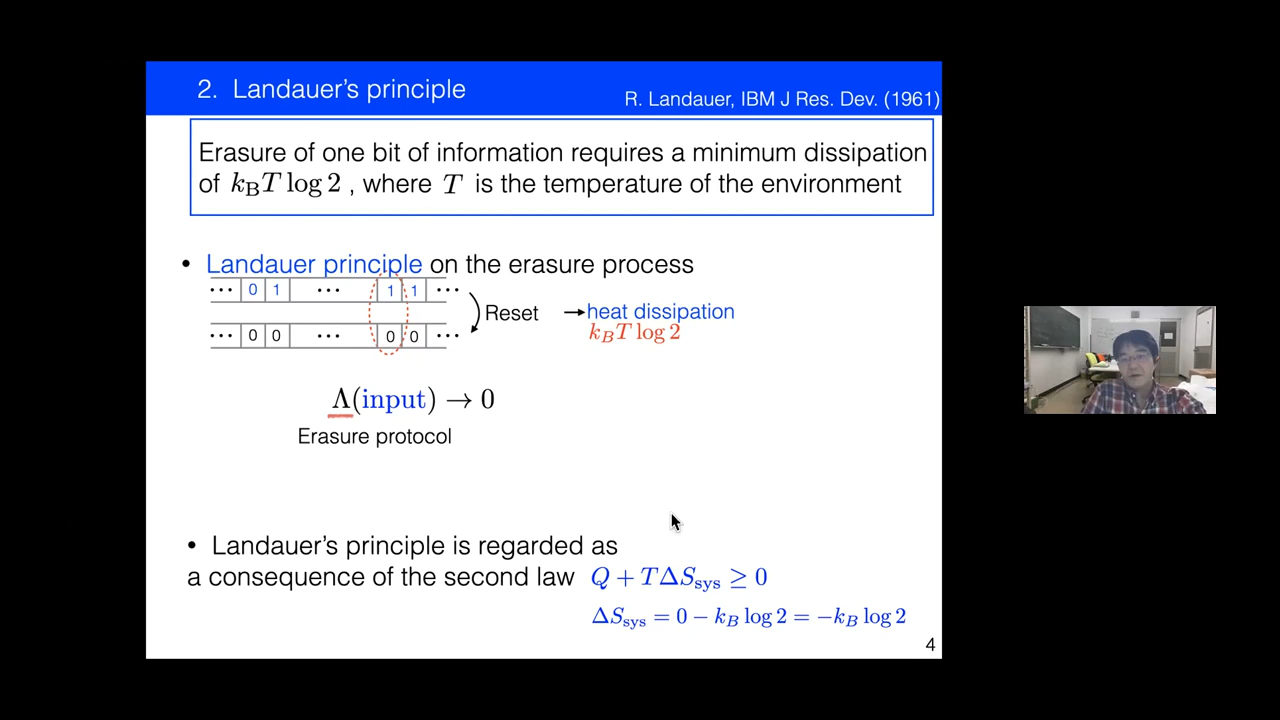 2. Landauer's principle
R. Landauer, IBM J Res. Dev. (1961)
Erasure of one bit of information requires a minimum dissipation
of k_B T log 2 , where T is the temperature of the environment
• Landauer principle on the erasure process
··· 0 1 ··· 1 1 ···
Reset → heat dissipation
k_B T log 2
··· 0 0 ··· 0 0 ···
Λ(input) → 0
Erasure protocol
• Landauer's principle is regarded as
a consequence of the second law Q + TΔS_sys ≥ 0
ΔS_sys = 0 − k_B log 2 = −k_B log 2
4